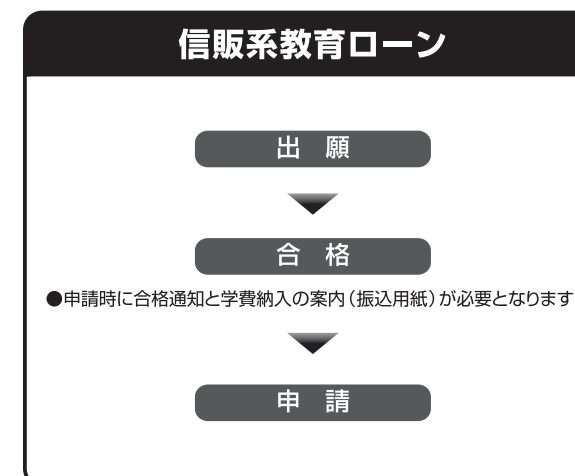 信販系教育ローン
出　願
合　格
●申請時に合格通知と学費納入の案内（振込用紙）が必要となります
申　請